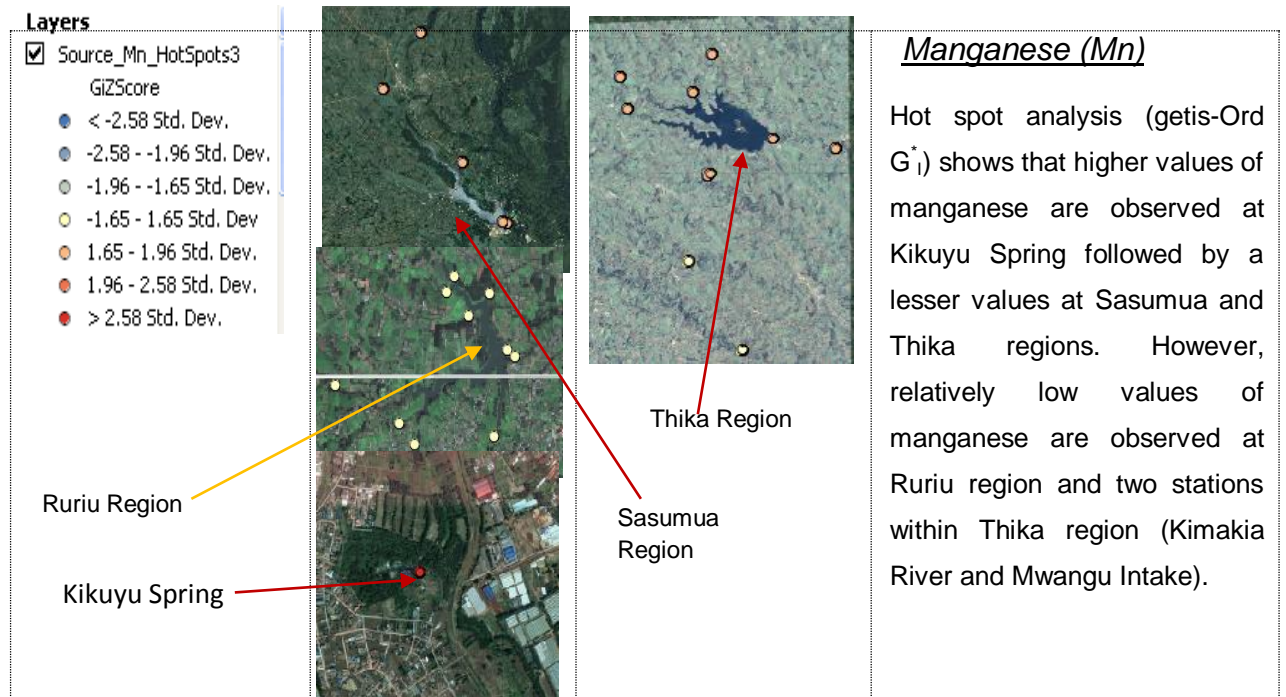 Layers
Source_Mn_HotSpots3
GiZScore
< -2.58 Std. Dev.
-2.58 - -1.96 Std. Dev.
-1.96 - -1.65 Std. Dev.
-1.65 - 1.65 Std. Dev
1.65 - 1.96 Std. Dev.
1.96 - 2.58 Std. Dev.
> 2.58 Std. Dev.
Ruriu Region
Kikuyu Spring
Sasumua
Region
Thika Region
Manganese (Mn)
Hot spot analysis (getis-Ord
G*I) shows that higher values of
manganese are observed at
Kikuyu Spring followed by a
lesser values at Sasumua and
Thika regions. However,
relatively low values of
manganese are observed at
Ruriu region and two stations
within Thika region (Kimakia
River and Mwangu Intake).